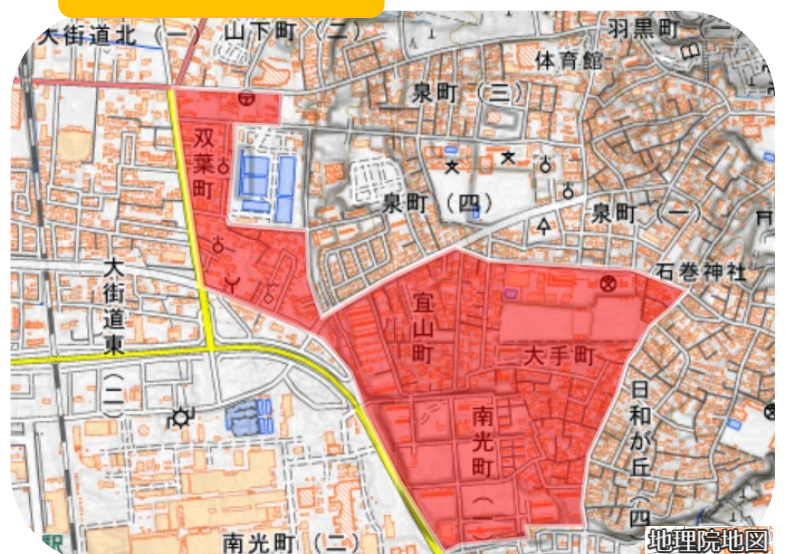 大街道北(一)
山下町(二)
羽黒町(一)
体育館
泉町(三)
双葉町
泉町(四)
泉町(一)
石巻神社
大街道東(二)
宜山町
大手町
南光町(一)
日和が丘(四
南光町(二)
駅
地理院地図